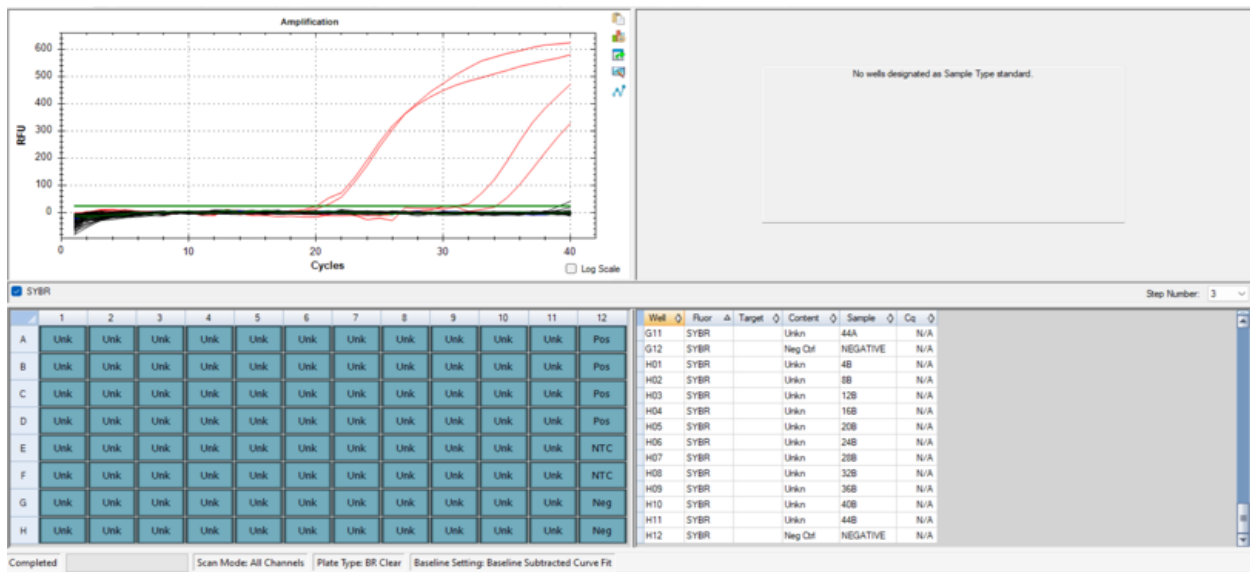 Amplification
600
500
400
300
200
100
0
RFU
0 10 20 30 40
Cycles
Log Scale
No wells designated as Sample Type standard.
SYBR
Step Number: 3
1 2 3 4 5 6 7 8 9 10 11 12
A Unk Unk Unk Unk Unk Unk Unk Unk Unk Unk Unk Pos
B Unk Unk Unk Unk Unk Unk Unk Unk Unk Unk Unk Pos
C Unk Unk Unk Unk Unk Unk Unk Unk Unk Unk Unk Pos
D Unk Unk Unk Unk Unk Unk Unk Unk Unk Unk Unk Pos
E Unk Unk Unk Unk Unk Unk Unk Unk Unk Unk Unk NTC
F Unk Unk Unk Unk Unk Unk Unk Unk Unk Unk Unk NTC
G Unk Unk Unk Unk Unk Unk Unk Unk Unk Unk Unk Neg
H Unk Unk Unk Unk Unk Unk Unk Unk Unk Unk Unk Neg
Well Fluor Target Content Sample Cq
G11 SYBR Unkn 44A N/A
G12 SYBR Neg Ctrl NEGATIVE N/A
H01 SYBR Unkn 4B N/A
H02 SYBR Unkn 8B N/A
H03 SYBR Unkn 12B N/A
H04 SYBR Unkn 16B N/A
H05 SYBR Unkn 20B N/A
H06 SYBR Unkn 24B N/A
H07 SYBR Unkn 28B N/A
H08 SYBR Unkn 32B N/A
H09 SYBR Unkn 36B N/A
H10 SYBR Unkn 40B N/A
H11 SYBR Unkn 44B N/A
H12 SYBR Neg Ctrl NEGATIVE N/A
Completed Scan Mode: All Channels Plate Type: BR Clear Baseline Setting: Baseline Subtracted Curve Fit